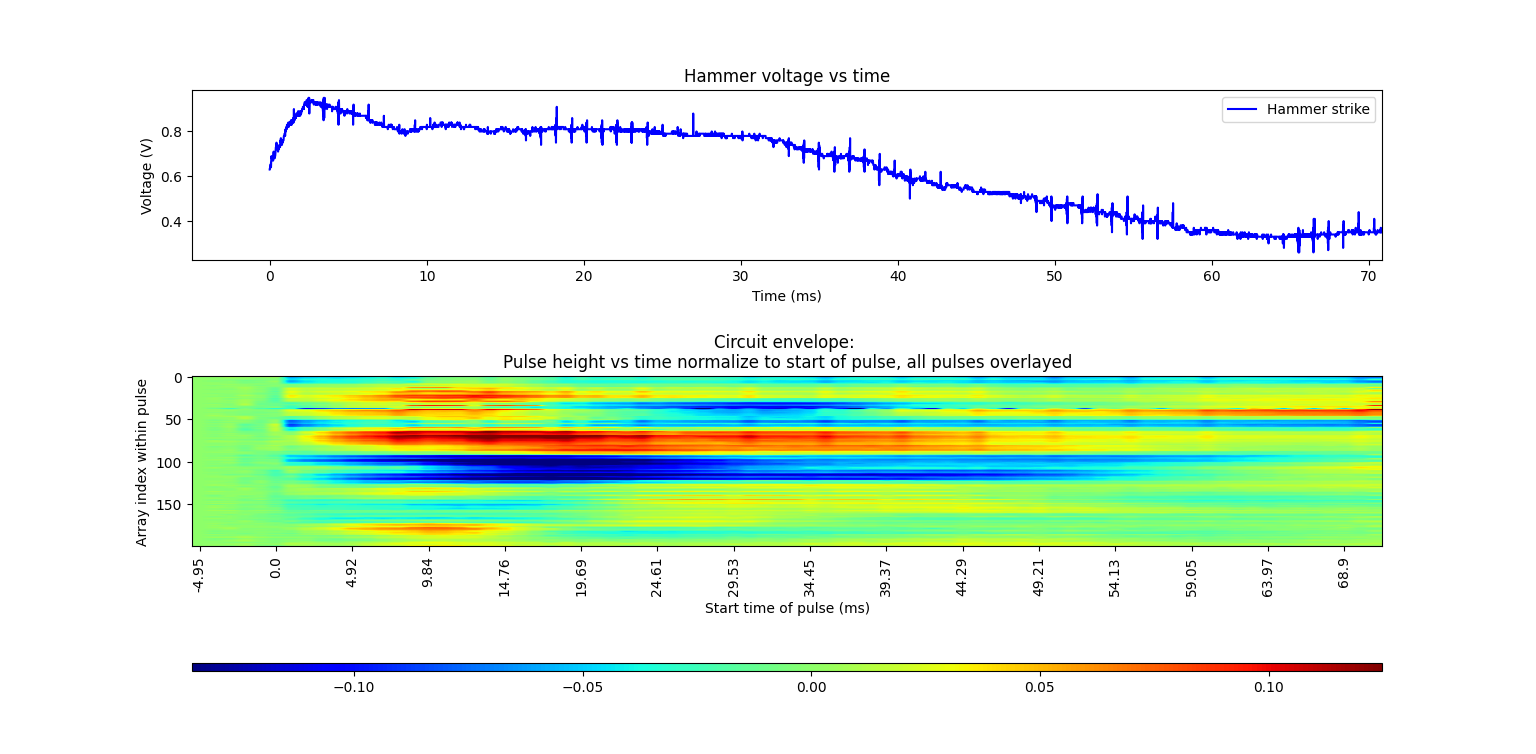 Hammer voltage vs time
Hammer strike
Voltage (V)
0.8
0.6
0.4
0 10 20 30 40 50 60 70
Time (ms)
Circuit envelope:
Pulse height vs time normalize to start of pulse, all pulses overlayed
Array index within pulse
0
50
100
150
-4.95 0.0 4.92 9.84 14.76 19.69 24.61 29.53 34.45 39.37 44.29 49.21 54.13 59.05 63.97 68.9
Start time of pulse (ms)
−0.10 −0.05 0.00 0.05 0.10